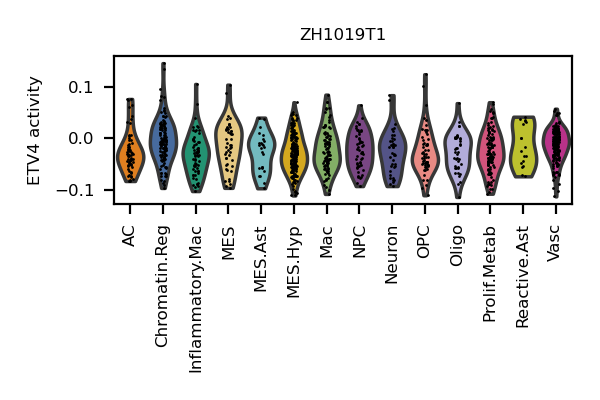 ZH1019T1
ETV4 activity
0.1
0.0
−0.1
AC
Chromatin.Reg
Inflammatory.Mac
MES
MES.Ast
MES.Hyp
Mac
NPC
Neuron
OPC
Oligo
Prolif.Metab
Reactive.Ast
Vasc